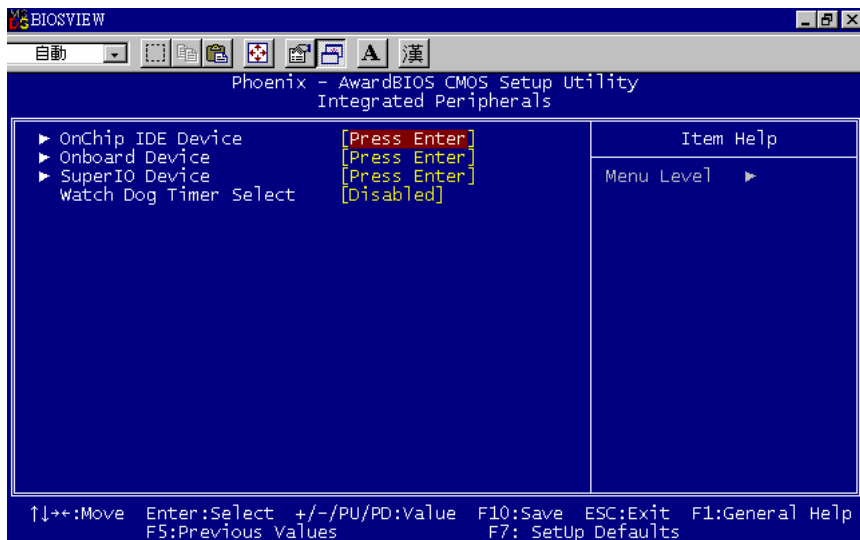 BIOSVIEW
自動
A 漢
Phoenix - AwardBIOS CMOS Setup Utility
Integrated Peripherals
► OnChip IDE Device [Press Enter]
► Onboard Device [Press Enter]
► SuperIO Device [Press Enter]
Watch Dog Timer Select [Disabled]
Item Help
Menu Level ►
↑↓→←:Move Enter:Select +/-/PU/PD:Value F10:Save ESC:Exit F1:General Help
F5:Previous Values F7: SetUp Defaults